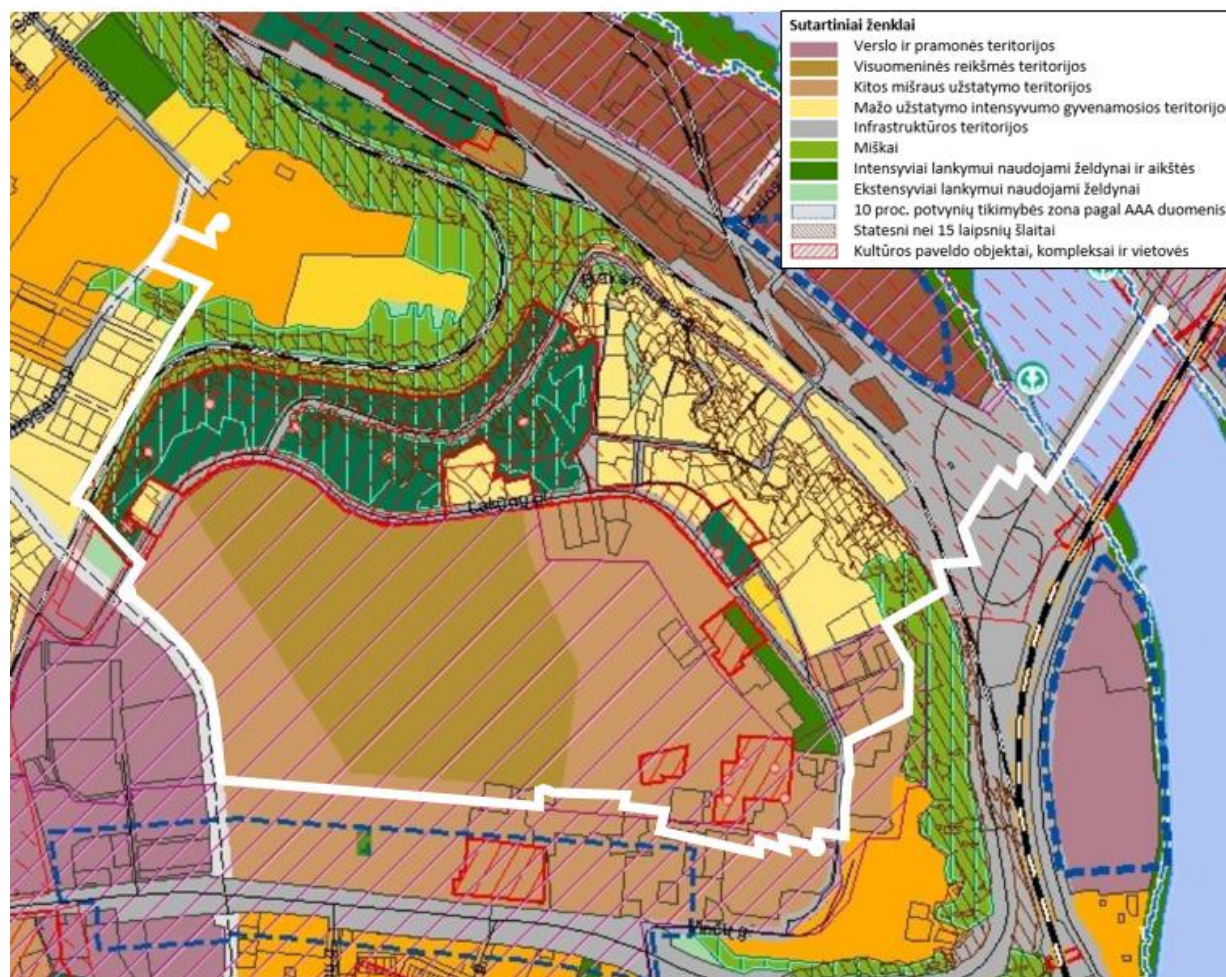 Sutartiniai ženklai
Verslo ir pramonės teritorijos
Visuomeninės reikšmės teritorijos
Kitos mišraus užstatymo teritorijos
Mažo užstatymo intensyvumo gyvenamosios teritorijo
Infrastruktūros teritorijos
Miškai
Intensyviai lankymui naudojami želdynai ir aikštės
Ekstensyviai lankymui naudojami želdynai
10 proc. potvynių tikimybės zona pagal AAA duomenis
Statesni nei 15 laipsnių šlaitai
Kultūros paveldo objektai, kompleksai ir vietovės
Lakūnų pl.